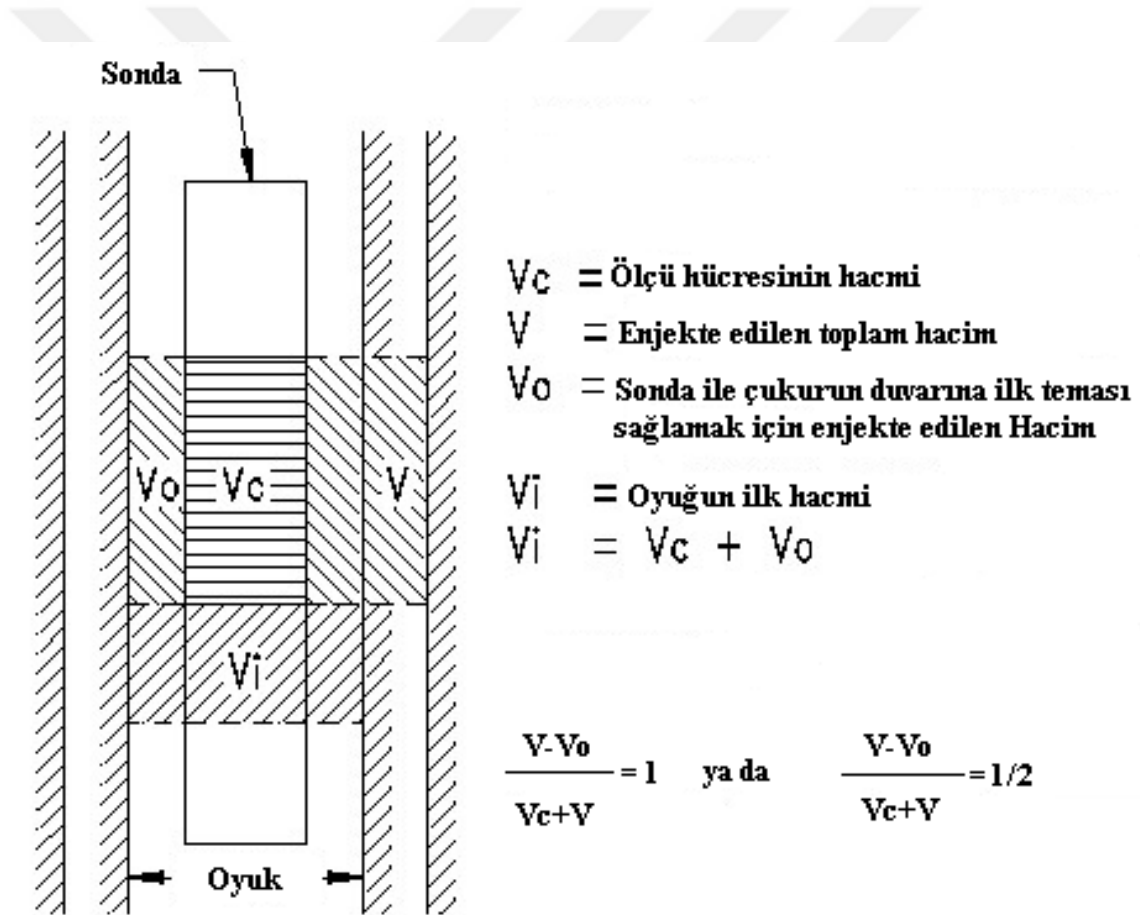 Sonda
Vc = Ölçü hücresinin hacmi
V = Enjekte edilen toplam hacim
Vo = Sonda ile çukurun duvarına ilk teması
sağlamak için enjekte edilen Hacim
Vo Vc V
Vi = Oyuğun ilk hacmi
Vi = Vc + Vo
Vi
V-Vo
Vc+V
= 1
ya da
V-Vo
Vc+V
= 1/2
Oyuk